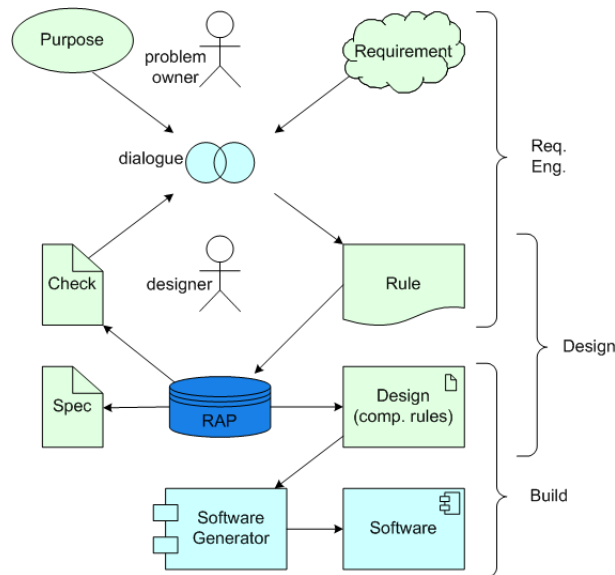 Purpose
problem
owner
Requirement
dialogue
Req.
Eng.
Check
designer
Rule
Design
Spec
RAP
Design
(comp. rules)
Build
Software
Generator
Software